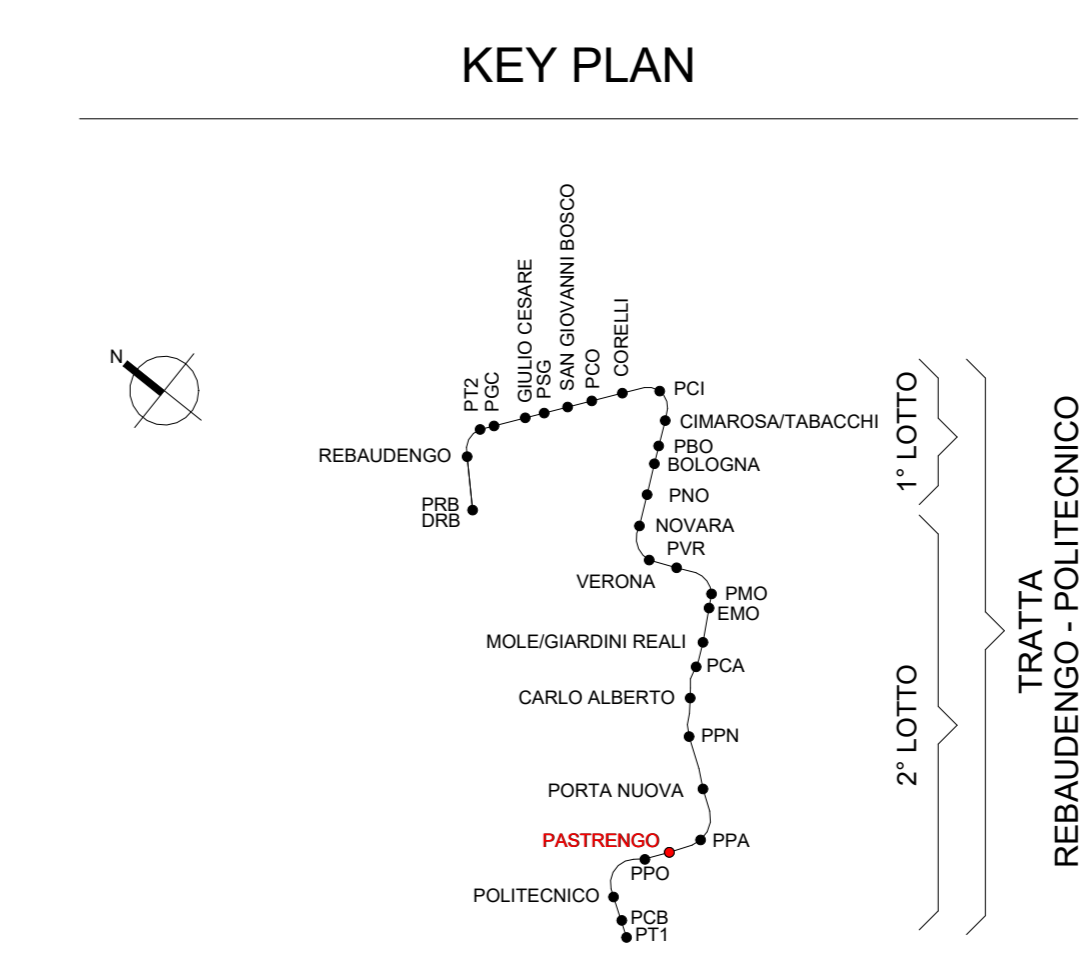 KEY PLAN
N
PT2
PGC
GIULIO CESARE
PSG
SAN GIOVANNI BOSCO
PCO
CORELLI
PCI
CIMAROSA/TABACCHI
REBAUDENGO
PBO
BOLOGNA
PRB
DRB
PNO
NOVARA
PVR
VERONA
PMO
EMO
MOLE/GIARDINI REALI
PCA
CARLO ALBERTO
PPN
PORTA NUOVA
PASTRENGO
PPA
PPO
POLITECNICO
PCB
PT1
1° LOTTO
2° LOTTO
TRATTA
REBAUDENGO - POLITECNICO